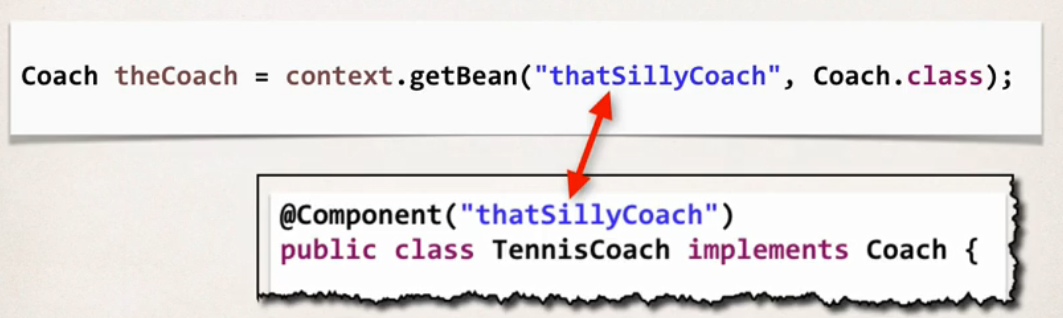 Coach theCoach = context.getBean("thatSillyCoach", Coach.class);
@Component("thatSillyCoach")
public class TennisCoach implements Coach {